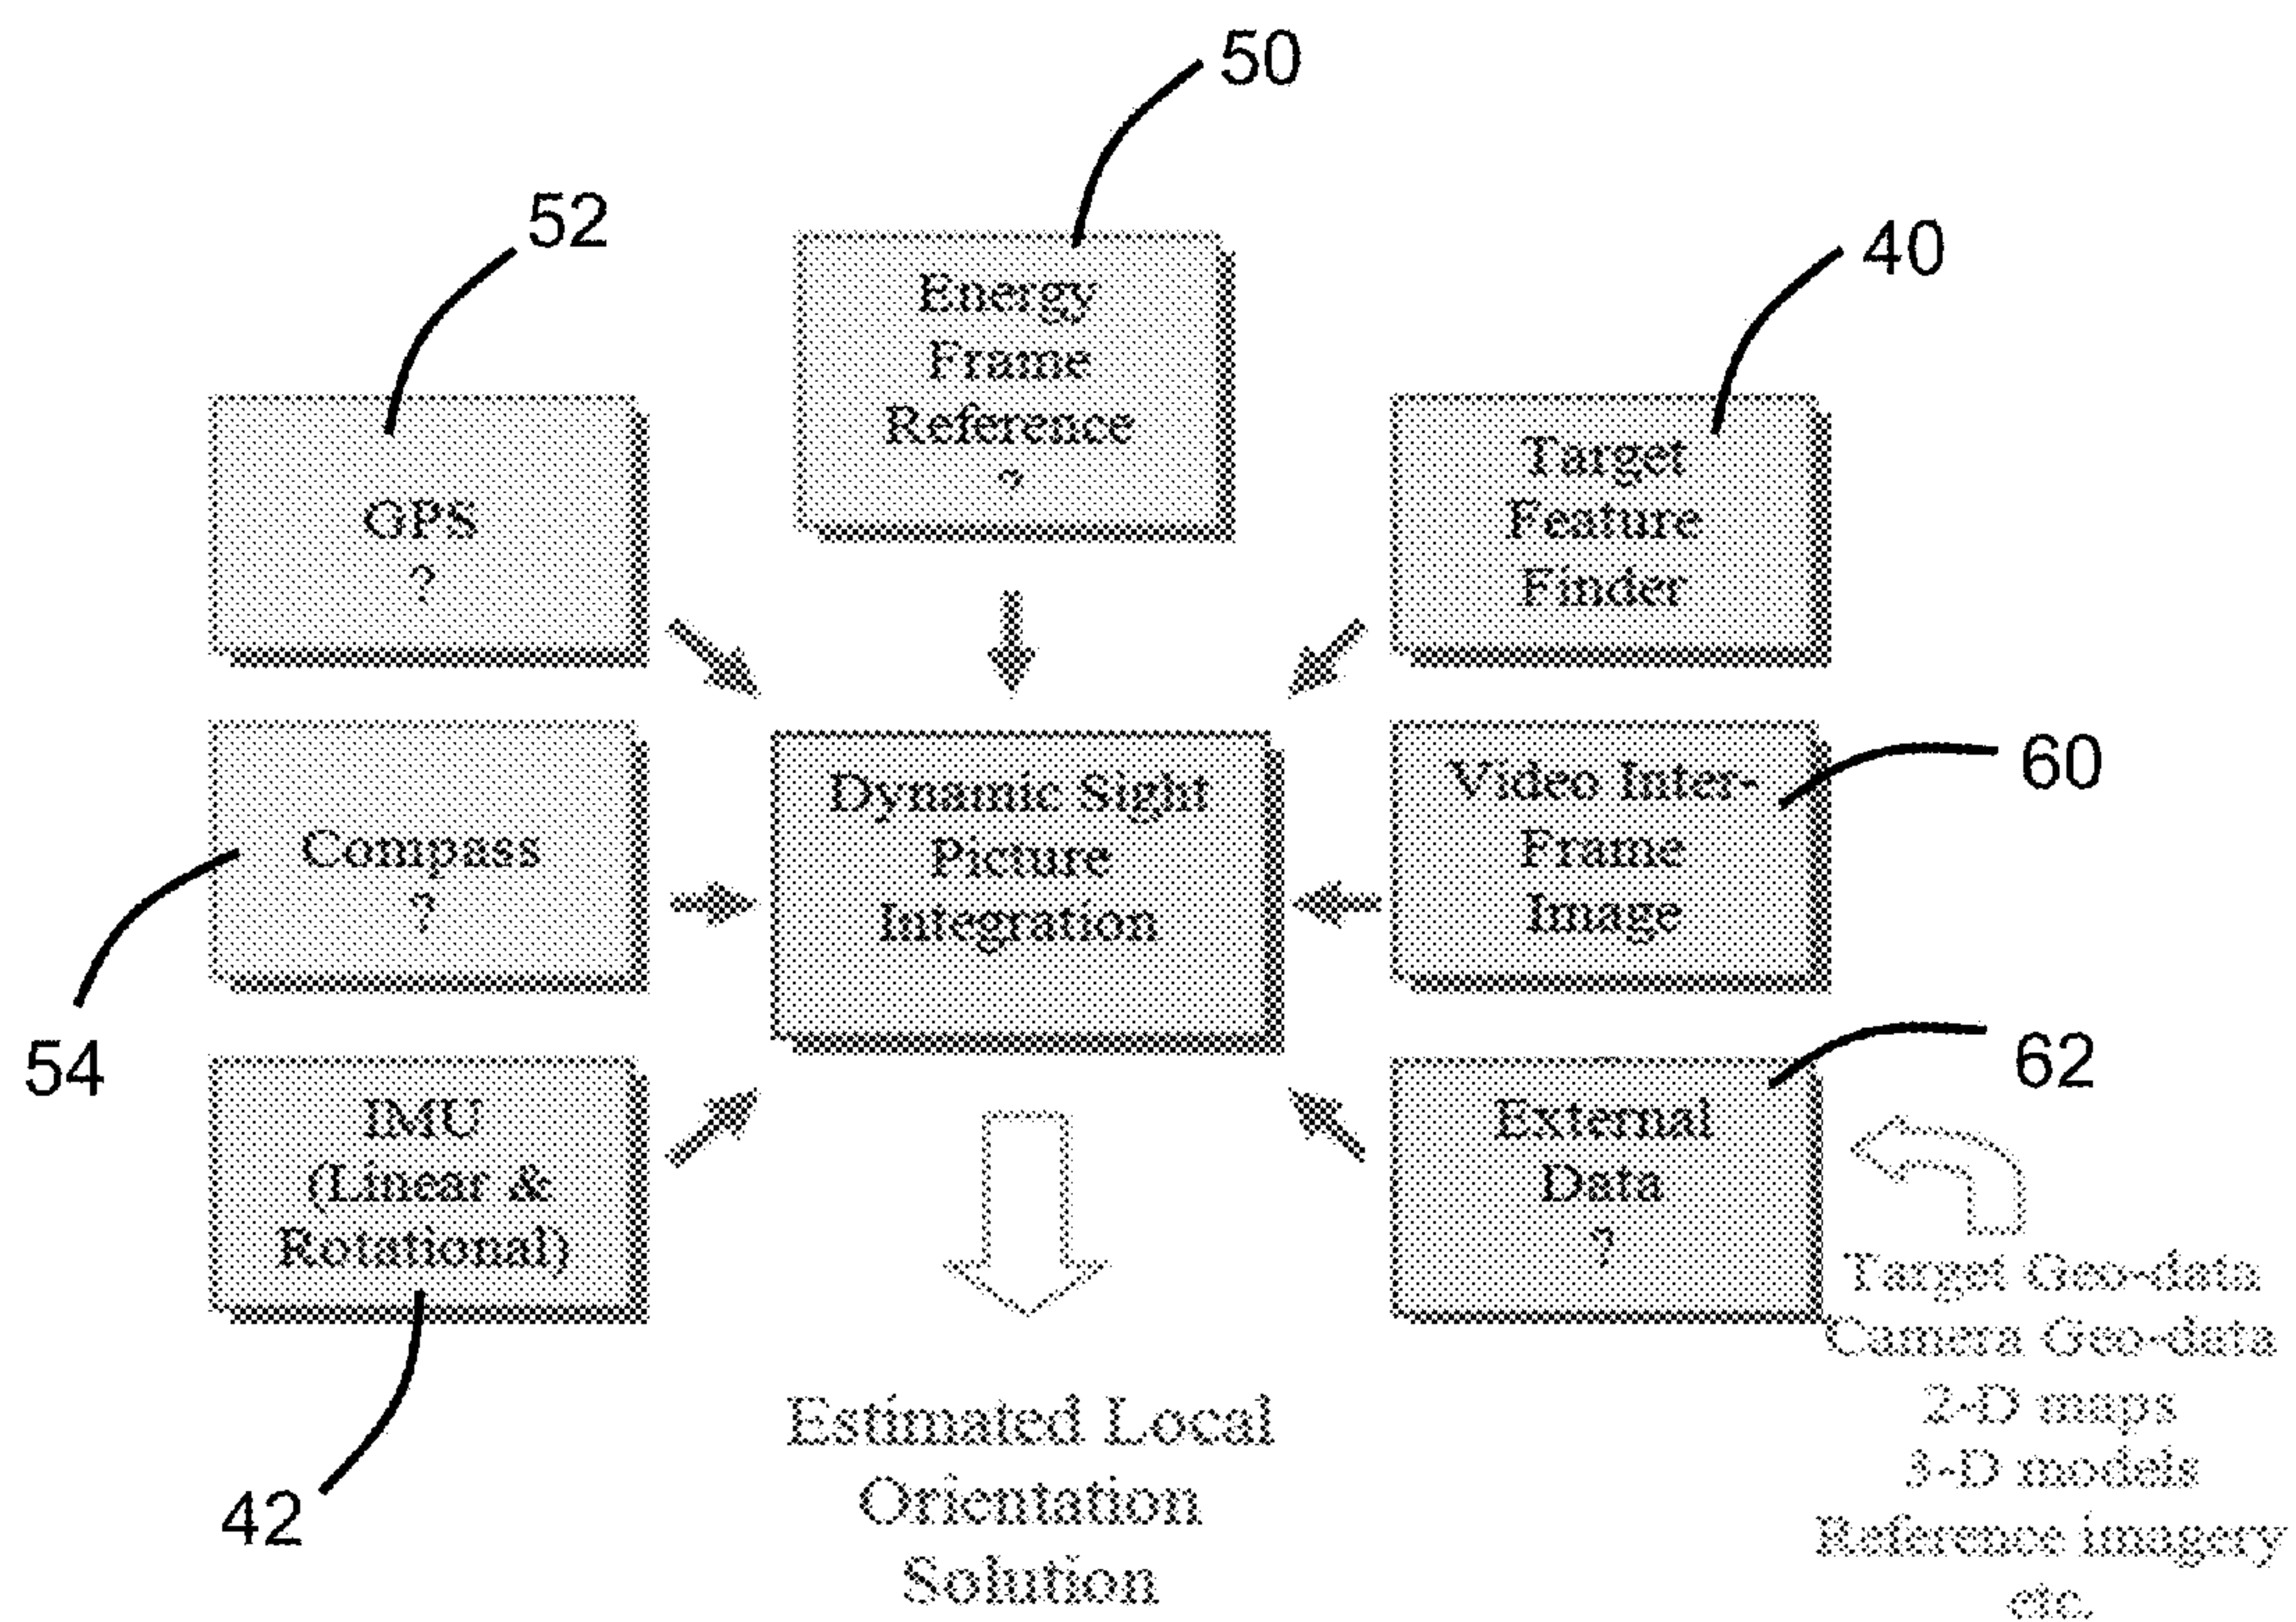 50
52
40
Energy
Frame
Reference
?
GPS
?
Target
Feature
Finder
Dynamic Sight
Picture
Integration
Compass
?
54
Video Inter-
Frame
Image
60
IMU
(Linear &
Rotational)
42
External
Data
?
62
Target Geo-data
Camera Geo-data
2-D maps
3-D models
Reference imagery
etc.
Estimated Local
Orientation
Solution